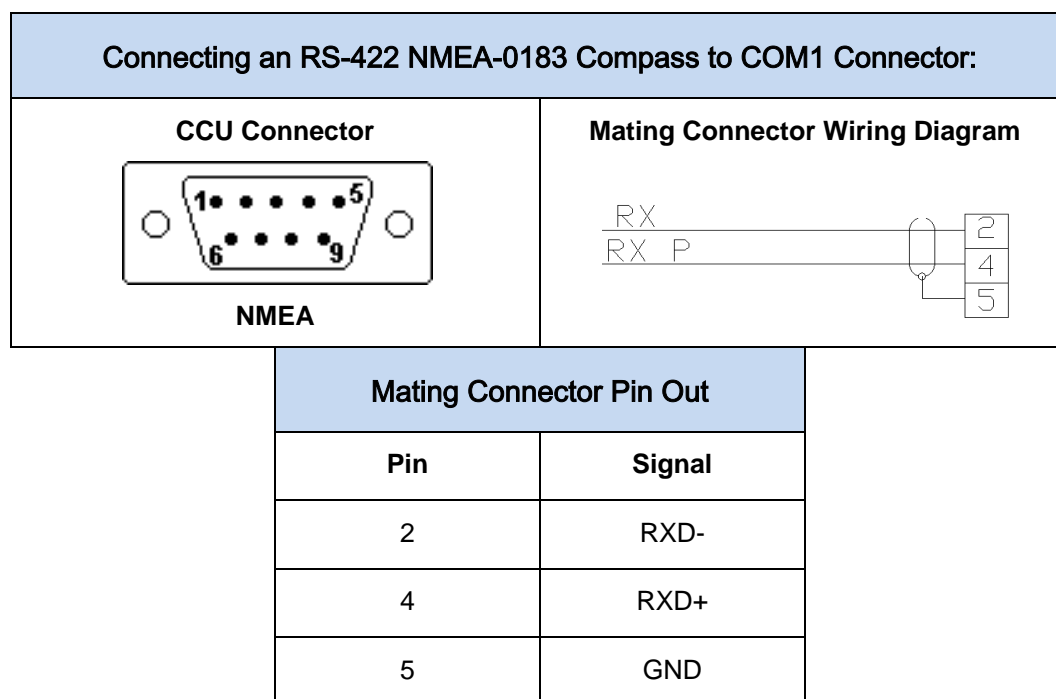 Connecting an RS-422 NMEA-0183 Compass to COM1 Connector:
CCU Connector
1 5
6 9
NMEA
Mating Connector Wiring Diagram
RX
RX P
2
4
5
Mating Connector Pin Out
Pin Signal
2 RXD-
4 RXD+
5 GND